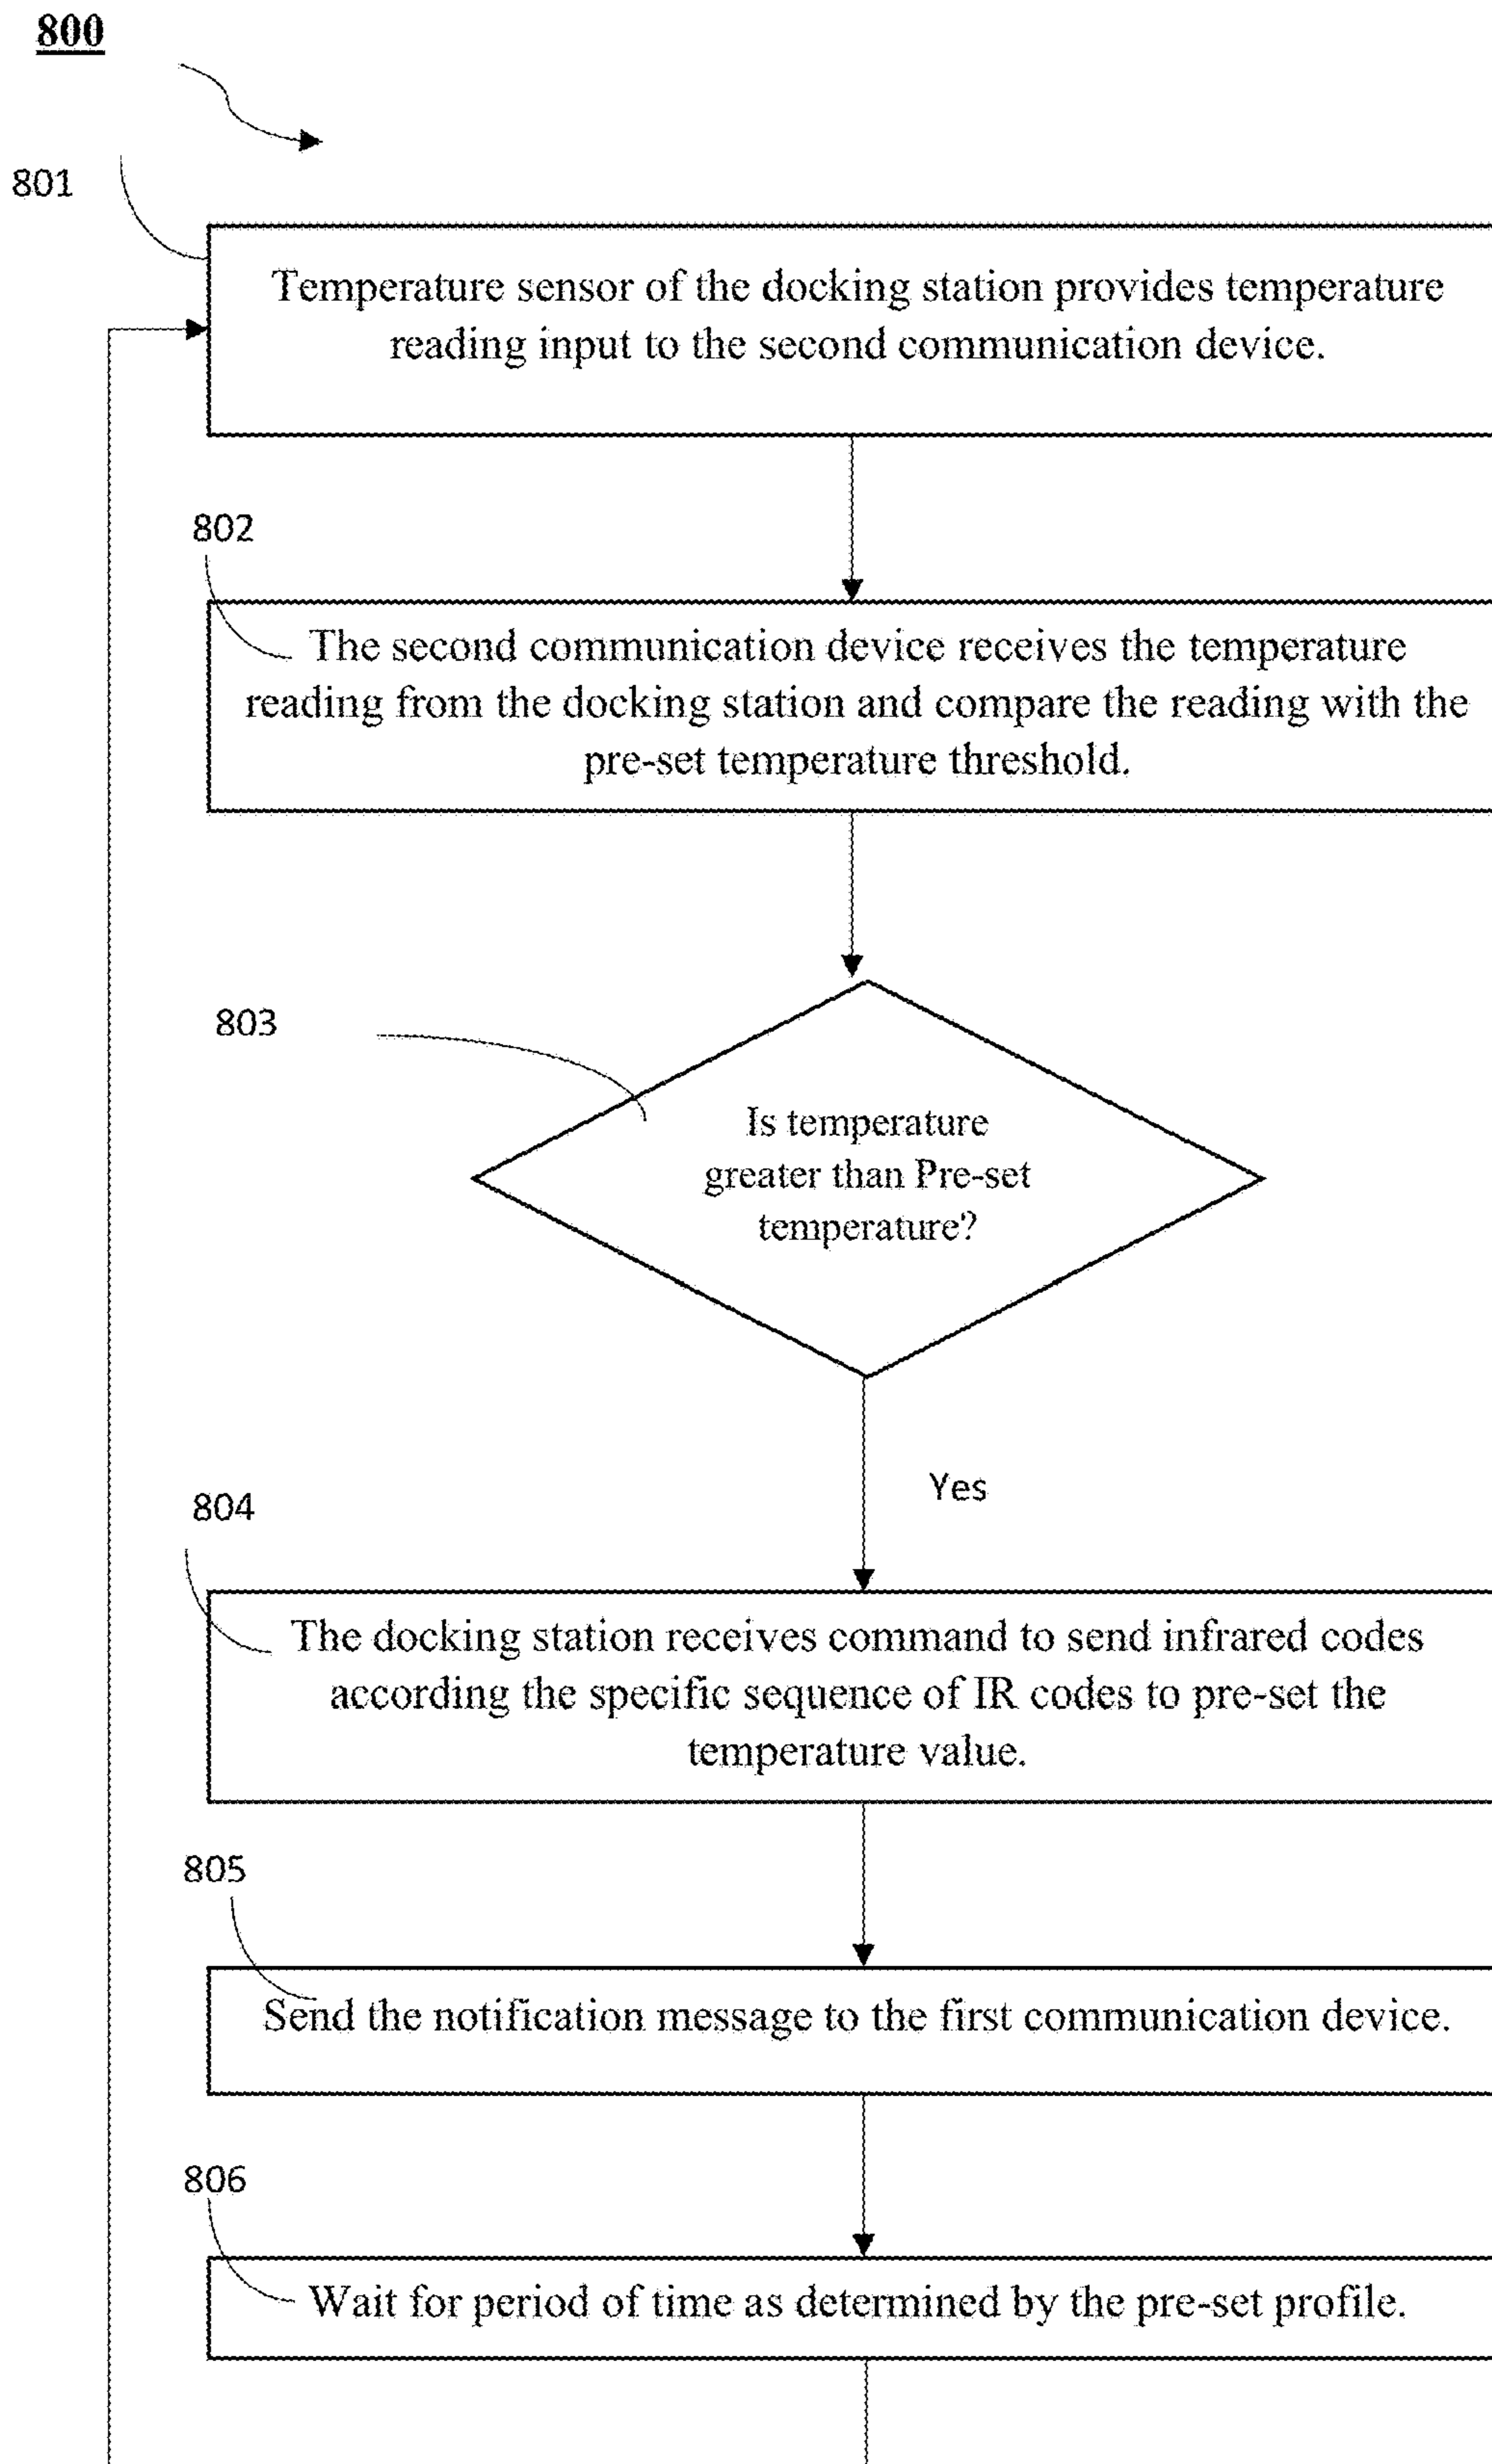 800
801
Temperature sensor of the docking station provides temperature
reading input to the second communication device.
802
The second communication device receives the temperature
reading from the docking station and compare the reading with the
pre-set temperature threshold.
803
Is temperature
greater than Pre-set
temperature?
Yes
804
The docking station receives command to send infrared codes
according the specific sequence of IR codes to pre-set the
temperature value.
805
Send the notification message to the first communication device.
806
Wait for period of time as determined by the pre-set profile.